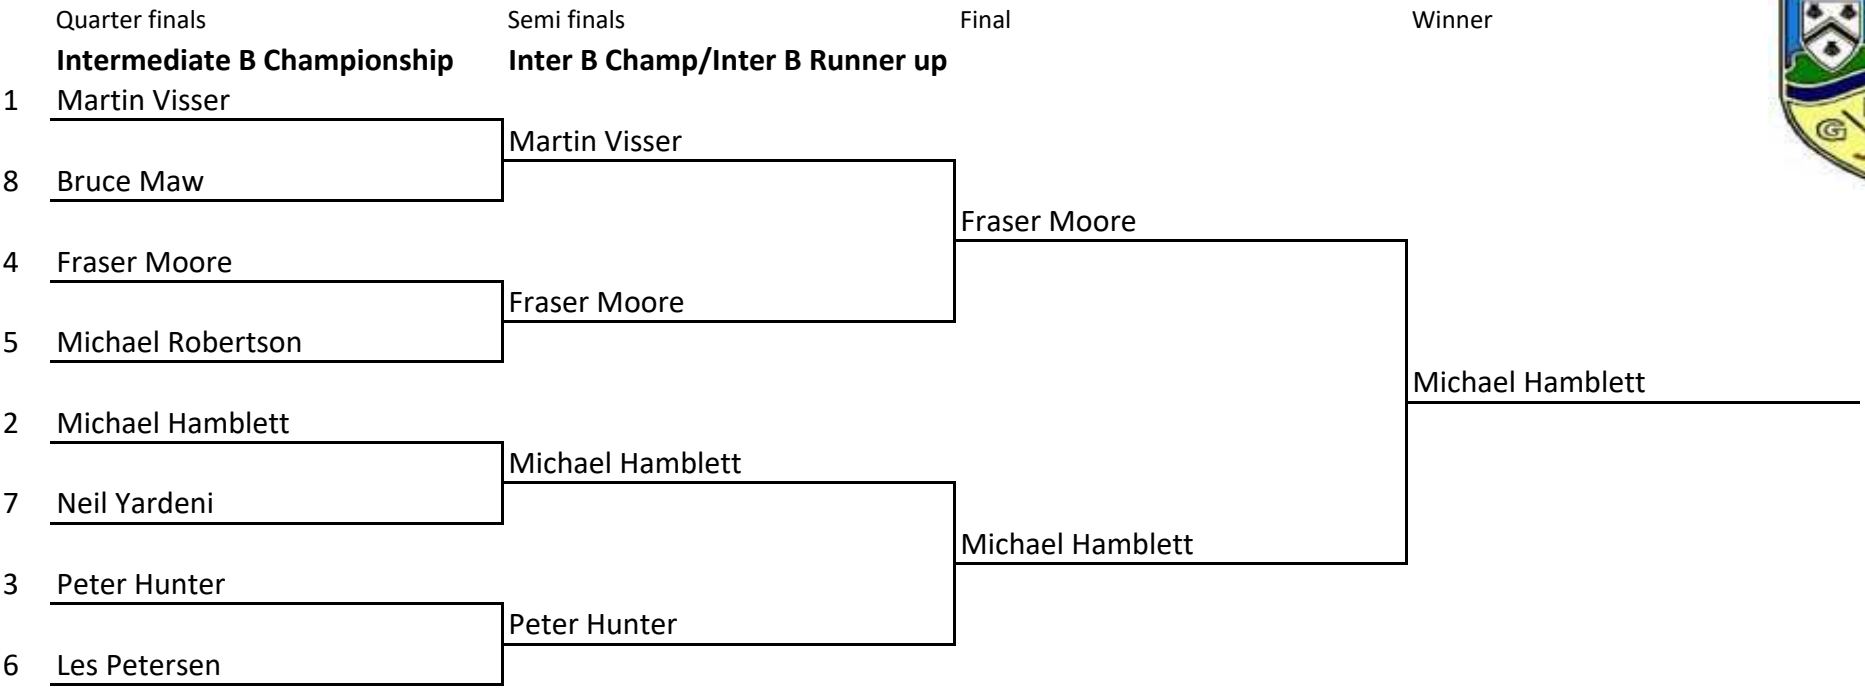 Quarter finals Semi finals Final Winner
Intermediate B Championship Inter B Champ/Inter B Runner up
1 Martin Visser
Martin Visser
8 Bruce Maw
Fraser Moore
4 Fraser Moore
Fraser Moore
5 Michael Robertson
Michael Hamblett
2 Michael Hamblett
Michael Hamblett
7 Neil Yardeni
Michael Hamblett
3 Peter Hunter
Peter Hunter
6 Les Petersen
G